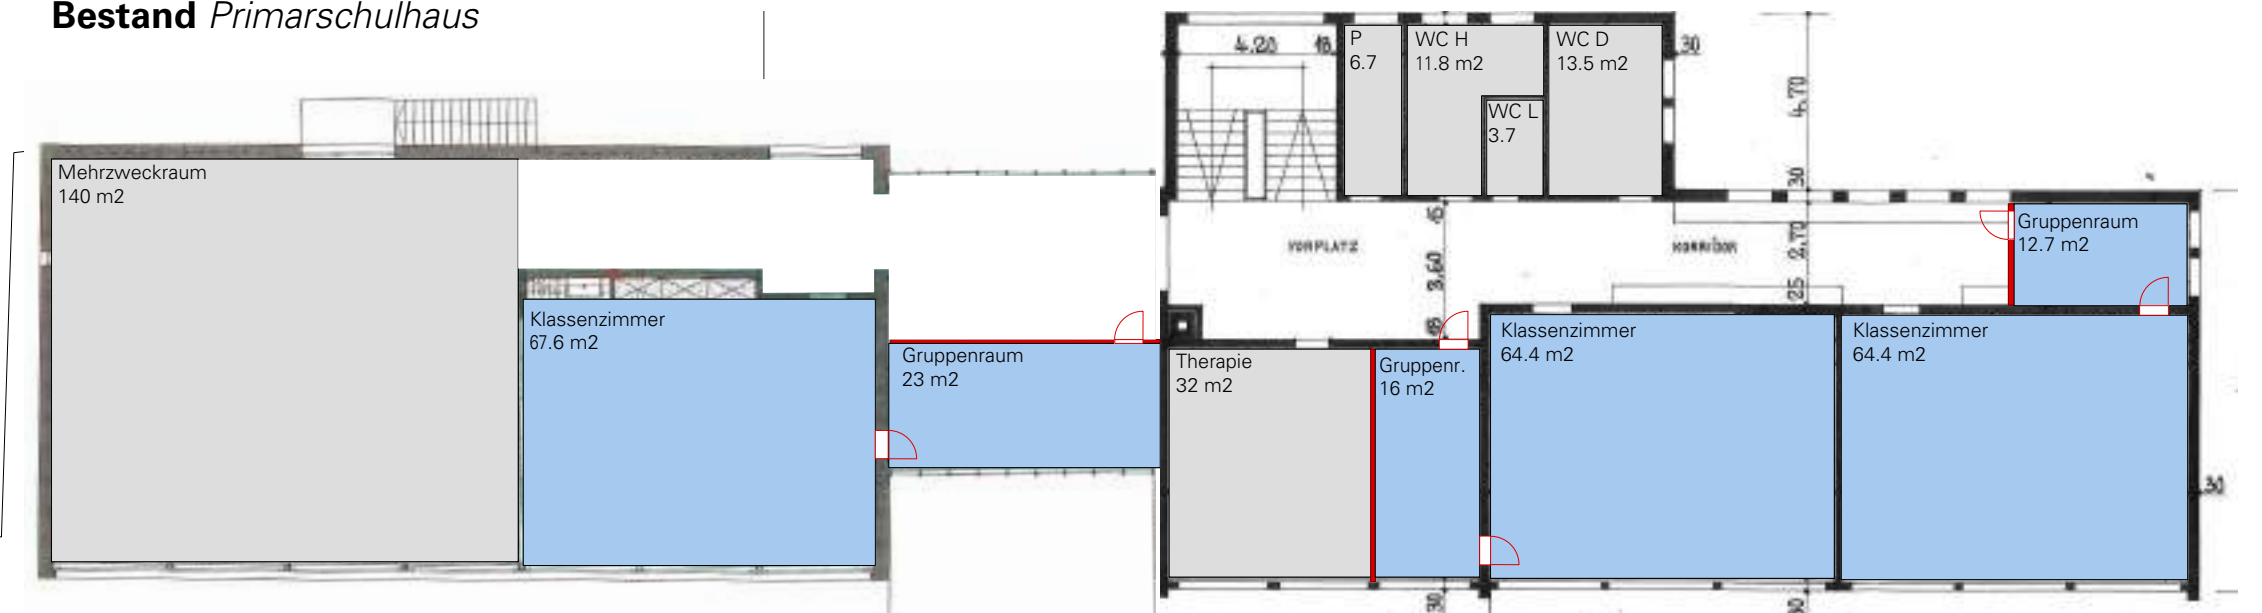 Bestand Primarschulhaus
Mehrzweckraum
140 m2
Klassenzimmer
67.6 m2
Gruppenraum
23 m2
4.20
18
P
6.7
WC H
11.8 m2
WC L
3.7
WC D
13.5 m2
30
4.70
30
VORPLATZ
15
3.60
15
KORRIDOR
2.70
25
Gruppenraum
12.7 m2
Therapie
32 m2
Gruppenr.
16 m2
Klassenzimmer
64.4 m2
Klassenzimmer
64.4 m2
30
30